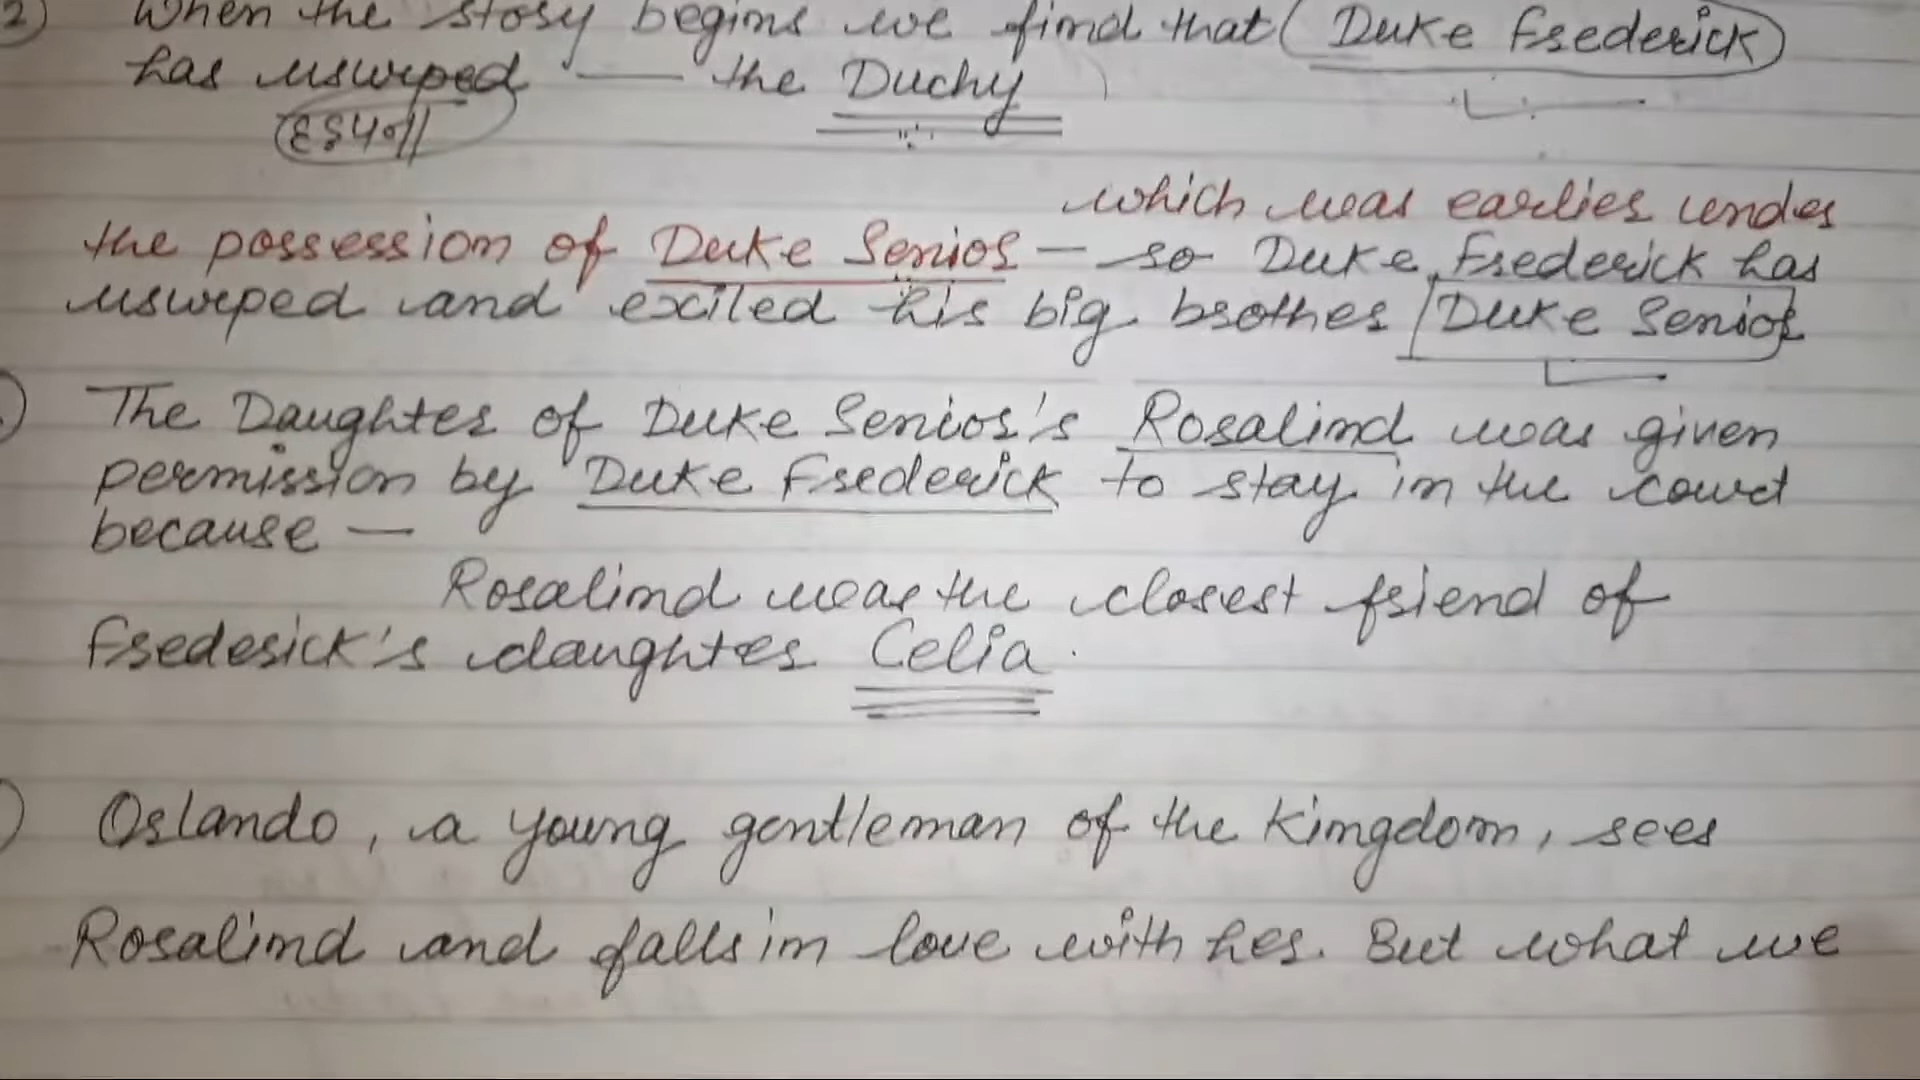 2) When the story begins we find that (Duke Frederick)
has uswrped — the Duchy
which was earlier under
the possession of Duke Senior — so Duke Frederick has
uswrped and exiled his big brother Duke Senior
) The Daughter of Duke Senior's Rosalind was given
permission by Duke Frederick to stay in the court
because —
Rosalind was the closest friend of
Frederick's daughter Celia.
) Orlando, a young gentleman of the kingdom, sees
Rosalind and falls in love with her. But what we